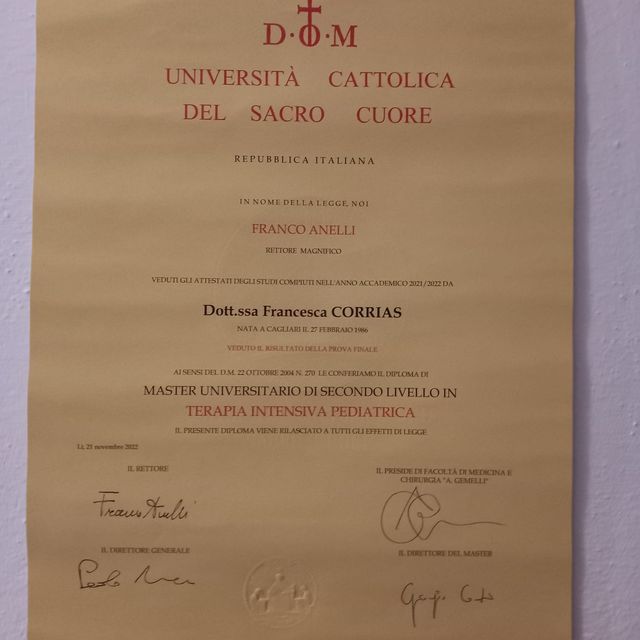 D·O·M
UNIVERSITÀ CATTOLICA
DEL SACRO CUORE
REPUBBLICA ITALIANA
IN NOME DELLA LEGGE, NOI
FRANCO ANELLI
RETTORE MAGNIFICO
VEDUTI GLI ATTESTATI DEGLI STUDI COMPIUTI NELL'ANNO ACCADEMICO 2021/2022 DA
Dott.ssa Francesca CORRIAS
NATA A CAGLIARI IL 27 FEBBRAIO 1986
VEDUTO IL RISULTATO DELLA PROVA FINALE
AI SENSI DEL D.M. 22 OTTOBRE 2004 N. 270 LE CONFERIAMO IL DIPLOMA DI
MASTER UNIVERSITARIO DI SECONDO LIVELLO IN
TERAPIA INTENSIVA PEDIATRICA
IL PRESENTE DIPLOMA VIENE RILASCIATO A TUTTI GLI EFFETTI DI LEGGE
Lì, 21 novembre 2022
IL RETTORE
IL PRESIDE DI FACOLTÀ DI MEDICINA E
CHIRURGIA "A. GEMELLI"
Franco Anelli
IL DIRETTORE GENERALE
IL DIRETTORE DEL MASTER
Paolo